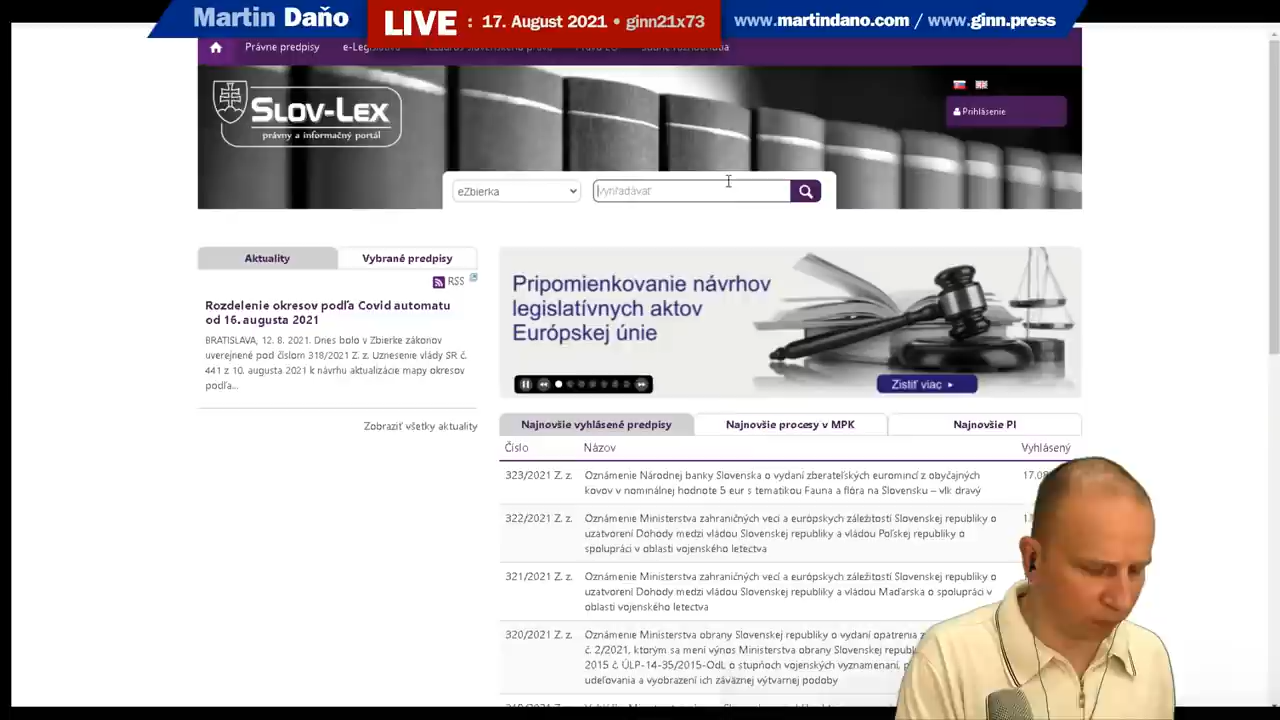 Martin Daňo
LIVE : 17. August 2021 • ginn21x73
www.martindano.com / www.ginn.press
Právne predpisy
SLOV-LEX
právny a informačný portál
Prihlásenie
eZbierka
Vyhľadávať
Aktuality
Vybrané predpisy
RSS
Rozdelenie okresov podľa Covid automatu
od 16. augusta 2021
BRATISLAVA, 12. 8. 2021. Dnes bolo v Zbierke zákonov
uverejnené pod číslom 318/2021 Z. z. Uznesenie vlády SR č.
441 z 10. augusta 2021 k návrhu aktualizácie mapy okresov
podľa...
Zobraziť všetky aktuality
Pripomienkovanie návrhov
legislatívnych aktov
Európskej únie
Zistiť viac
Najnovšie vyhlásené predpisy
Najnovšie procesy v MPK
Najnovšie PI
Číslo
Názov
Vyhlásený
323/2021 Z. z.
Oznámenie Národnej banky Slovenska o vydaní zberateľských euromincí z obyčajných
kovov v nominálnej hodnote 5 eur s tematikou Fauna a flóra na Slovensku – vlk dravý
322/2021 Z. z.
Oznámenie Ministerstva zahraničných vecí a európskych záležitostí Slovenskej republiky o
uzatvorení Dohody medzi vládou Slovenskej republiky a vládou Poľskej republiky o
spolupráci v oblasti vojenského letectva
321/2021 Z. z.
Oznámenie Ministerstva zahraničných vecí a európskych záležitostí Slovenskej republiky o
uzatvorení Dohody medzi vládou Slovenskej republiky a vládou Maďarska o spolupráci v
oblasti vojenského letectva
320/2021 Z. z.
Oznámenie Ministerstva obrany Slovenskej republiky o vydaní opatrenia z
č. 2/2021, ktorým sa mení výnos Ministerstva obrany Slovenskej
2015 č. ÚLP-14-35/2015-OdL o stupňoch vojenských vyznamenaní,
udeľovania a vyobrazení ich záväznej výtvarnej podoby